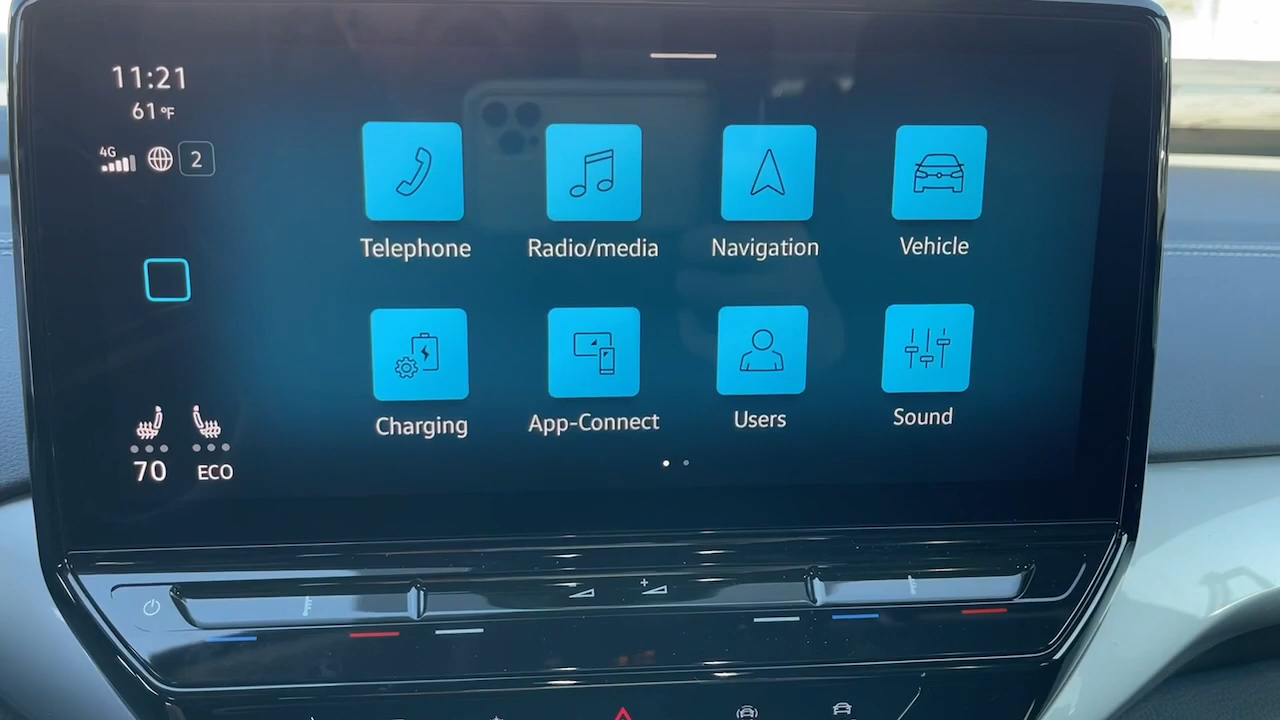 11:21
61°F
4G
2
Telephone
Radio/media
Navigation
Vehicle
Charging
App-Connect
Users
Sound
70
ECO